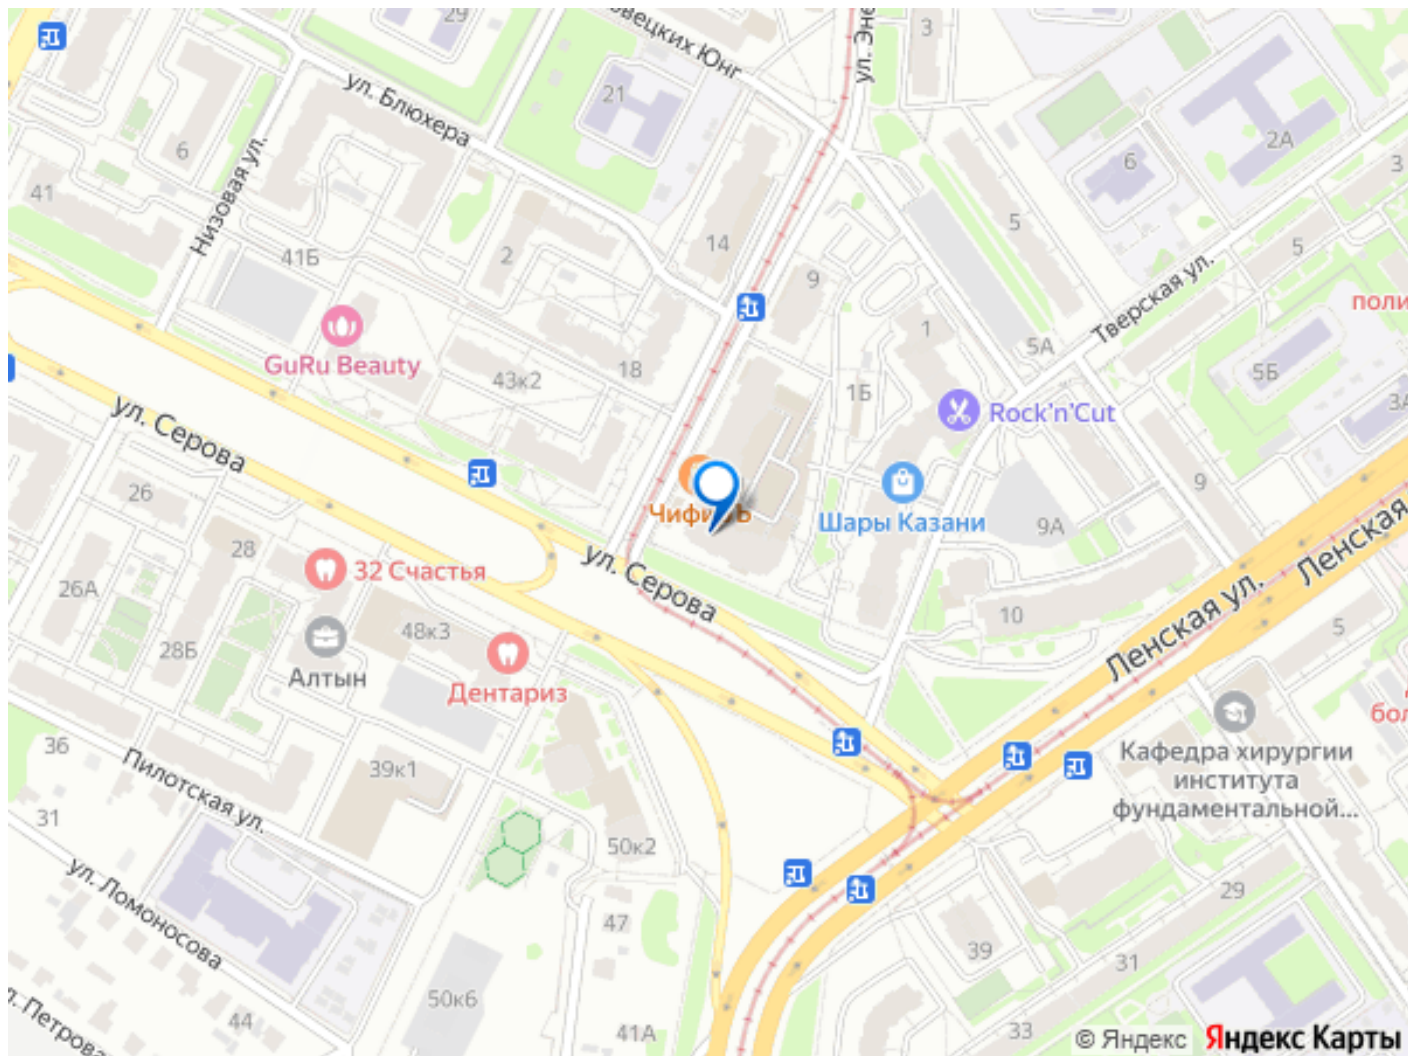 29
овецких Юнг
ул. Эне
3
21
2А
ул. Блюхера
6
6
3
41
Низовая ул.
5
5
14
41Б
2
9
Тверская ул.
поли
1
5А
GuRu Beauty
18
43к2
5Б
1Б
3А
ул. Серова
Rock'n'Cut
26
9
Шары Казани
9А
28
ул. Серова
32 Счастья
Ленская
26А
Ленская ул.
10
48к3
5
28Б
Алтын
Дентариз
бол
36
Кафедра хирургии
института
фундаментальной...
39к1
Пилотская ул.
31
50к2
ул. Ломоносова
29
47
39
31
50к6
л. Петрова
44
41А
33
© Яндекс Яндекс Карты